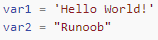 var1 = 'Hello World!'
var2 = "Runoob"